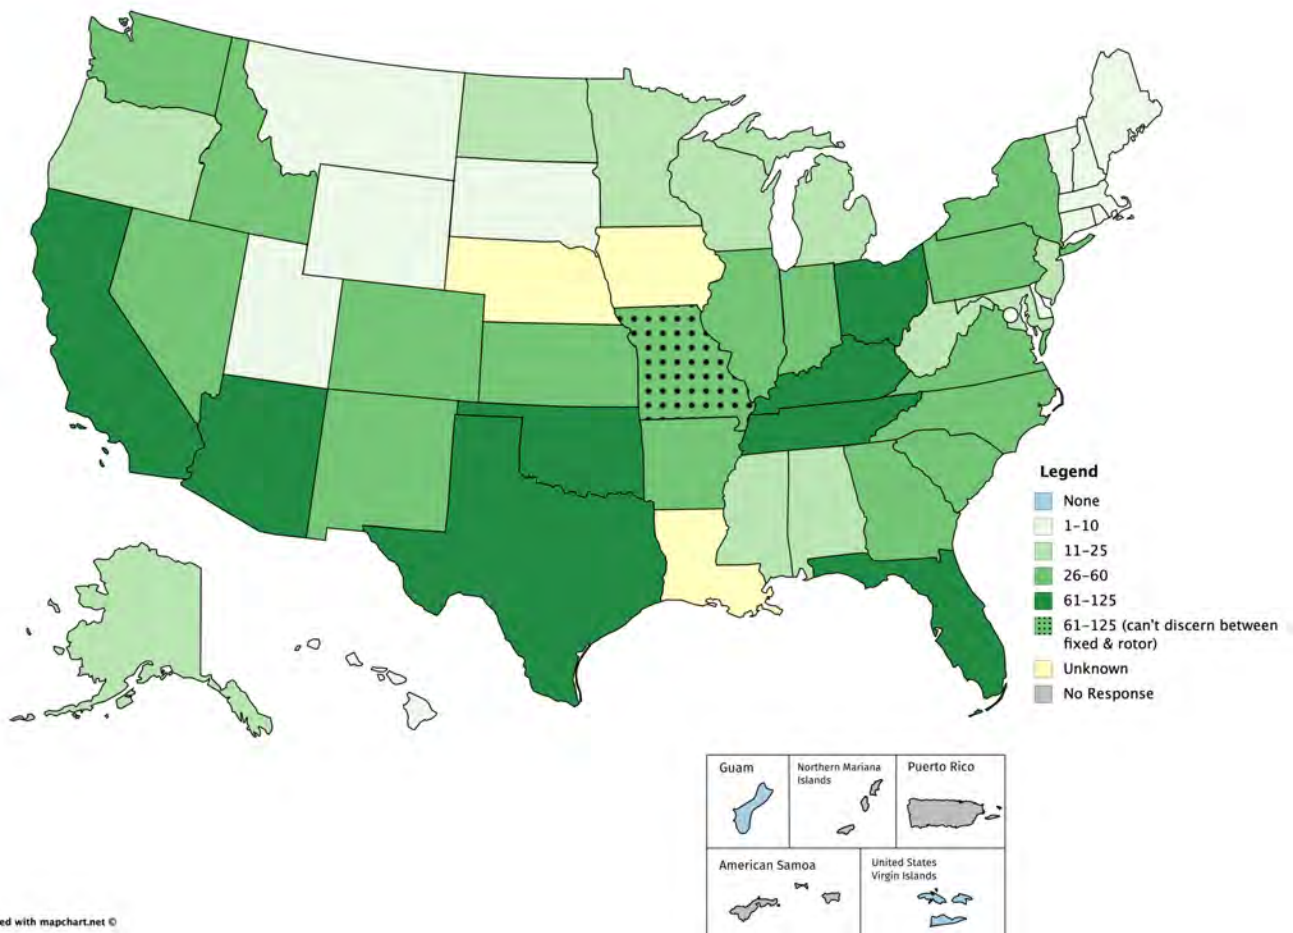 Legend
None
1-10
11-25
26-60
61-125
61-125 (can't discern between
fixed & rotor)
Unknown
No Response
Guam
Northern Mariana
Islands
Puerto Rico
American Samoa
United States
Virgin Islands
ed with mapchart.net ©